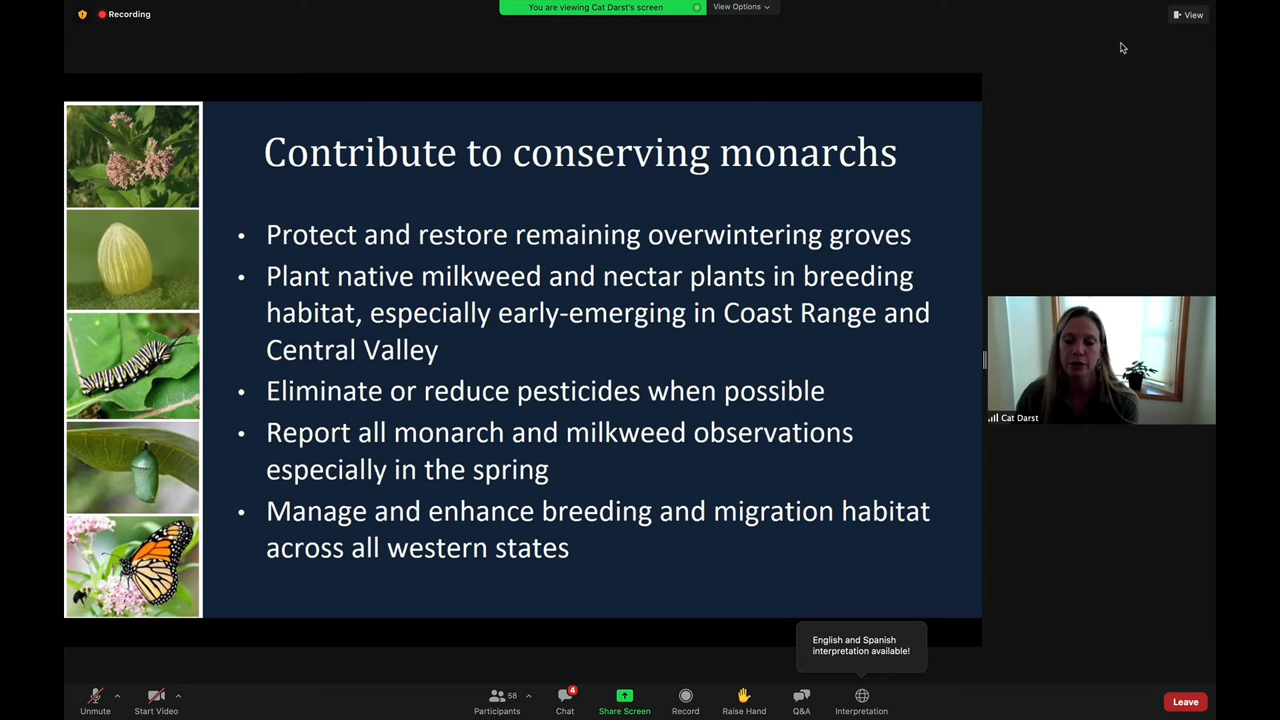 Recording
You are viewing Cat Darst's screen
View Options
View
Contribute to conserving monarchs
• Protect and restore remaining overwintering groves
• Plant native milkweed and nectar plants in breeding
habitat, especially early-emerging in Coast Range and
Central Valley
• Eliminate or reduce pesticides when possible
• Report all monarch and milkweed observations
especially in the spring
• Manage and enhance breeding and migration habitat
across all western states
Cat Darst
English and Spanish
interpretation available!
Unmute
Start Video
58
Participants
4
Chat
Share Screen
Record
Raise Hand
Q&A
Interpretation
Leave